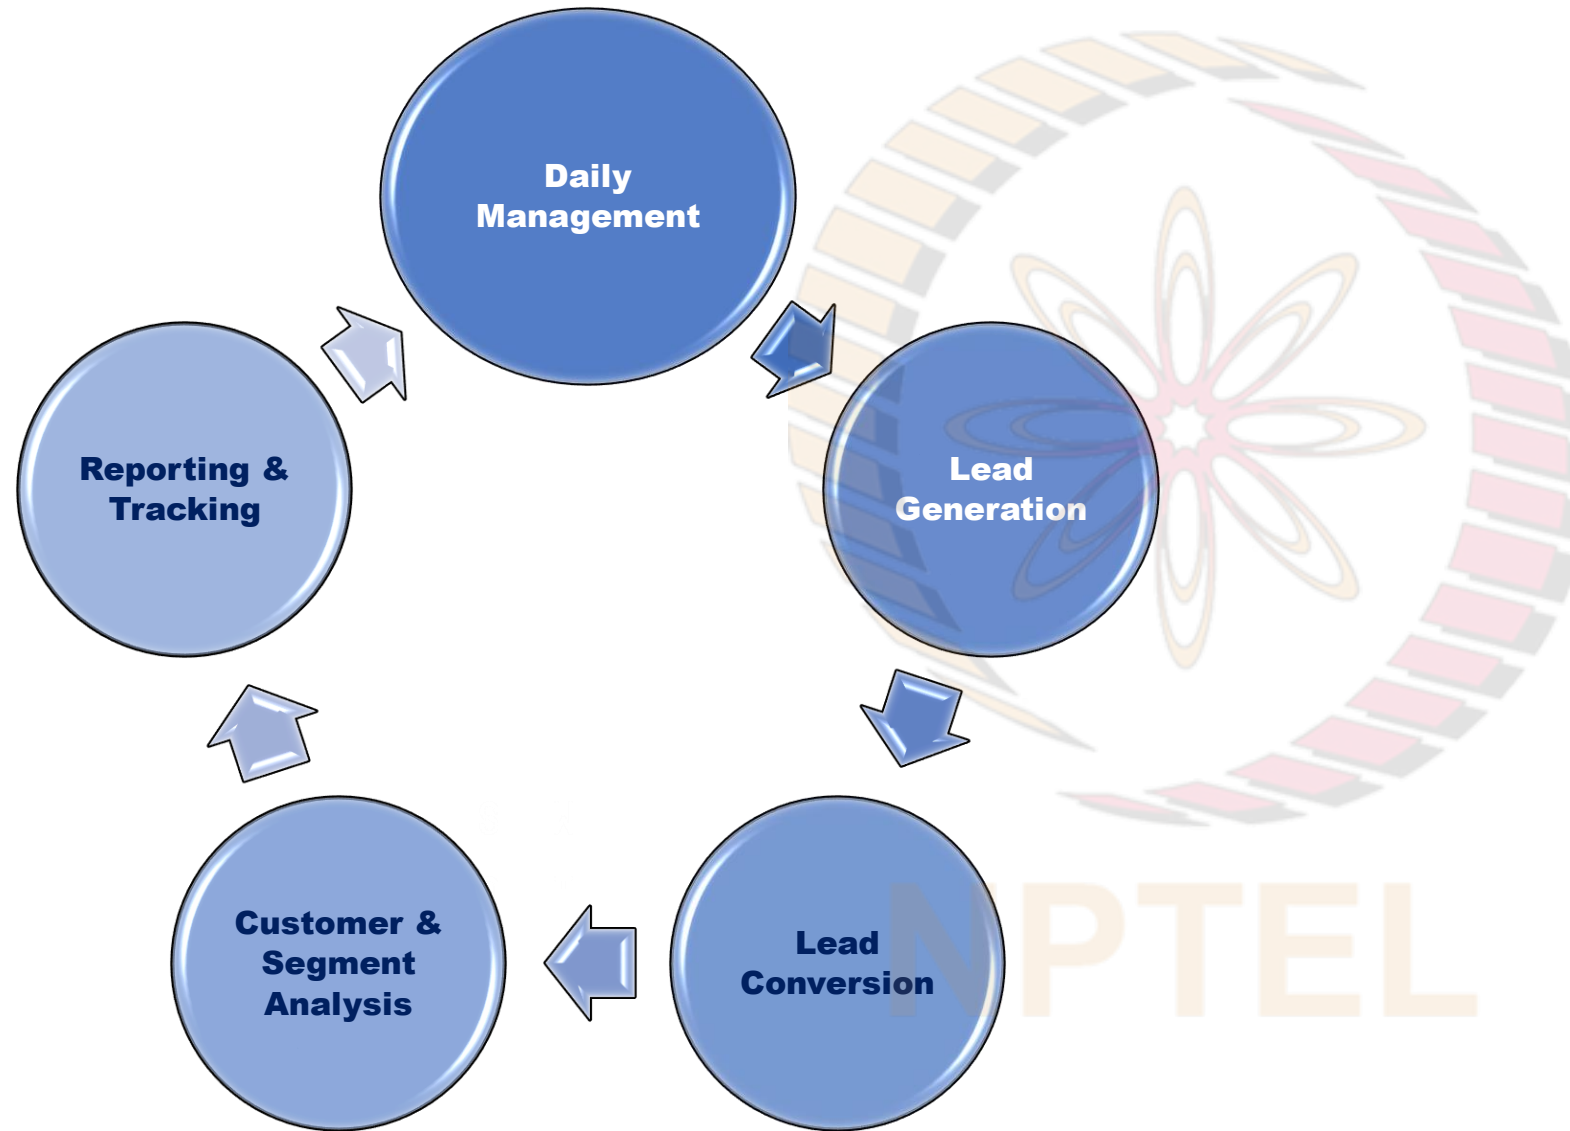 Daily
Management
Lead
Generation
Lead
Conversion
Customer &
Segment
Analysis
Reporting &
Tracking
NPTEL